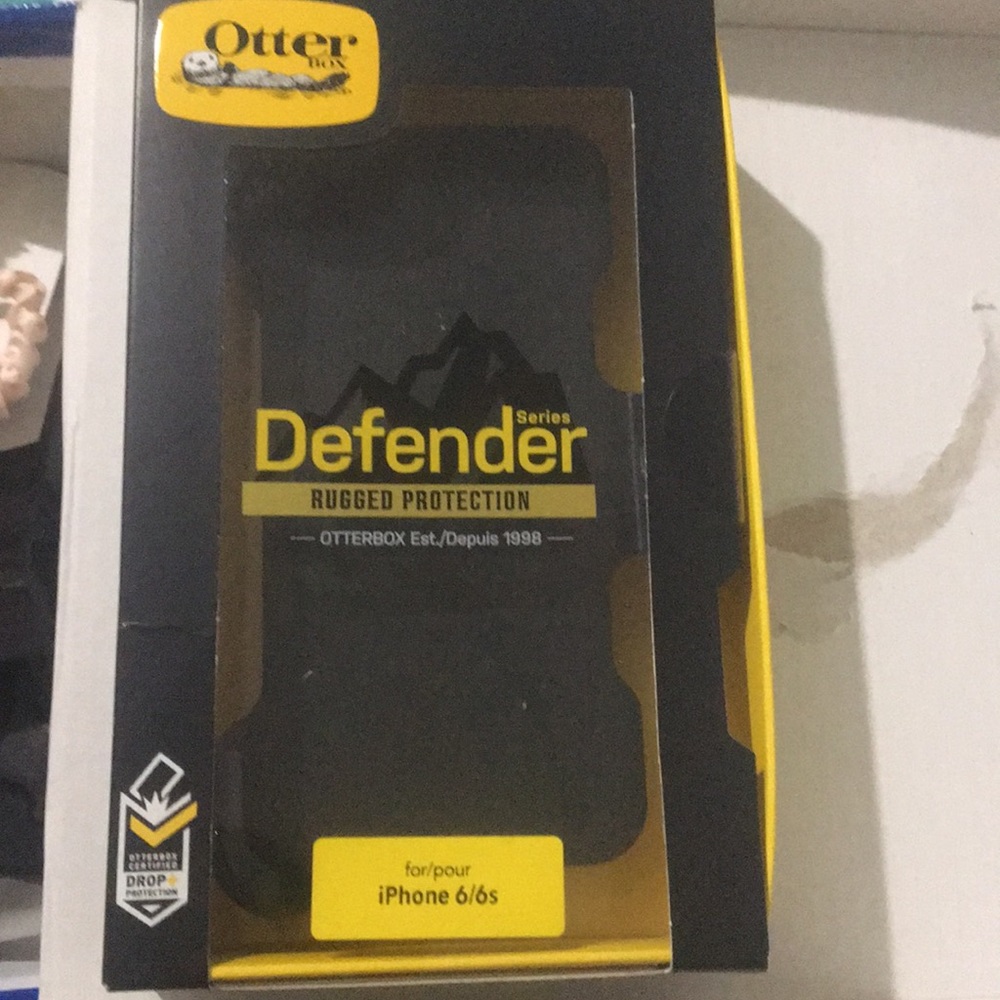 Otter
BOX
Series
Defender
RUGGED PROTECTION
OTTERBOX Est./Depuis 1998
for/pour
iPhone 6/6s
OTTERBOX
CERTIFIED
DROP+
PROTECTION